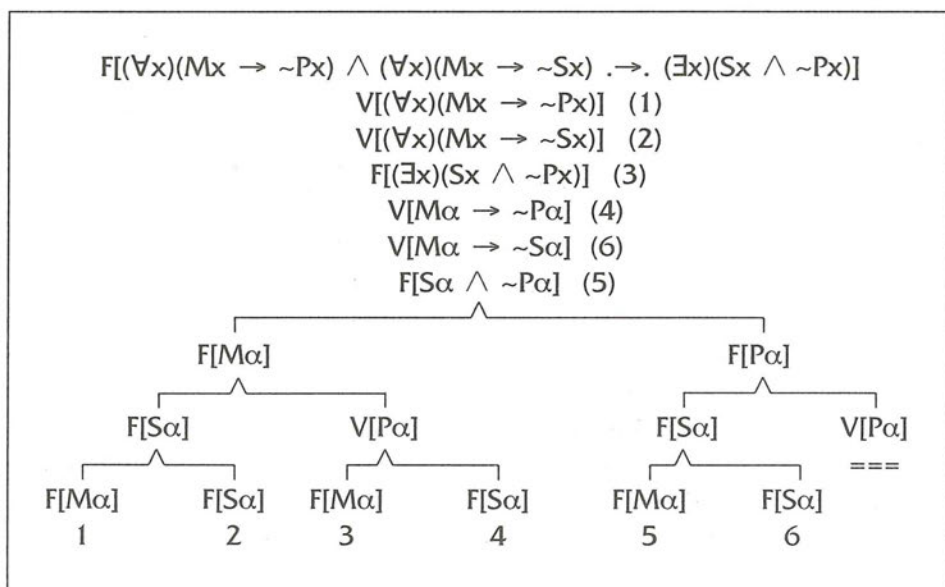 F[(∀x)(Mx → ~Px) ∧ (∀x)(Mx → ~Sx) .→. (∃x)(Sx ∧ ~Px)]
V[(∀x)(Mx → ~Px)] (1)
V[(∀x)(Mx → ~Sx)] (2)
F[(∃x)(Sx ∧ ~Px)] (3)
V[Mα → ~Pα] (4)
V[Mα → ~Sα] (6)
F[Sα ∧ ~Pα] (5)
F[Mα] F[Pα]
F[Sα] V[Pα] F[Sα] V[Pα]
===
F[Mα] F[Sα] F[Mα] F[Sα] F[Mα] F[Sα]
1 2 3 4 5 6